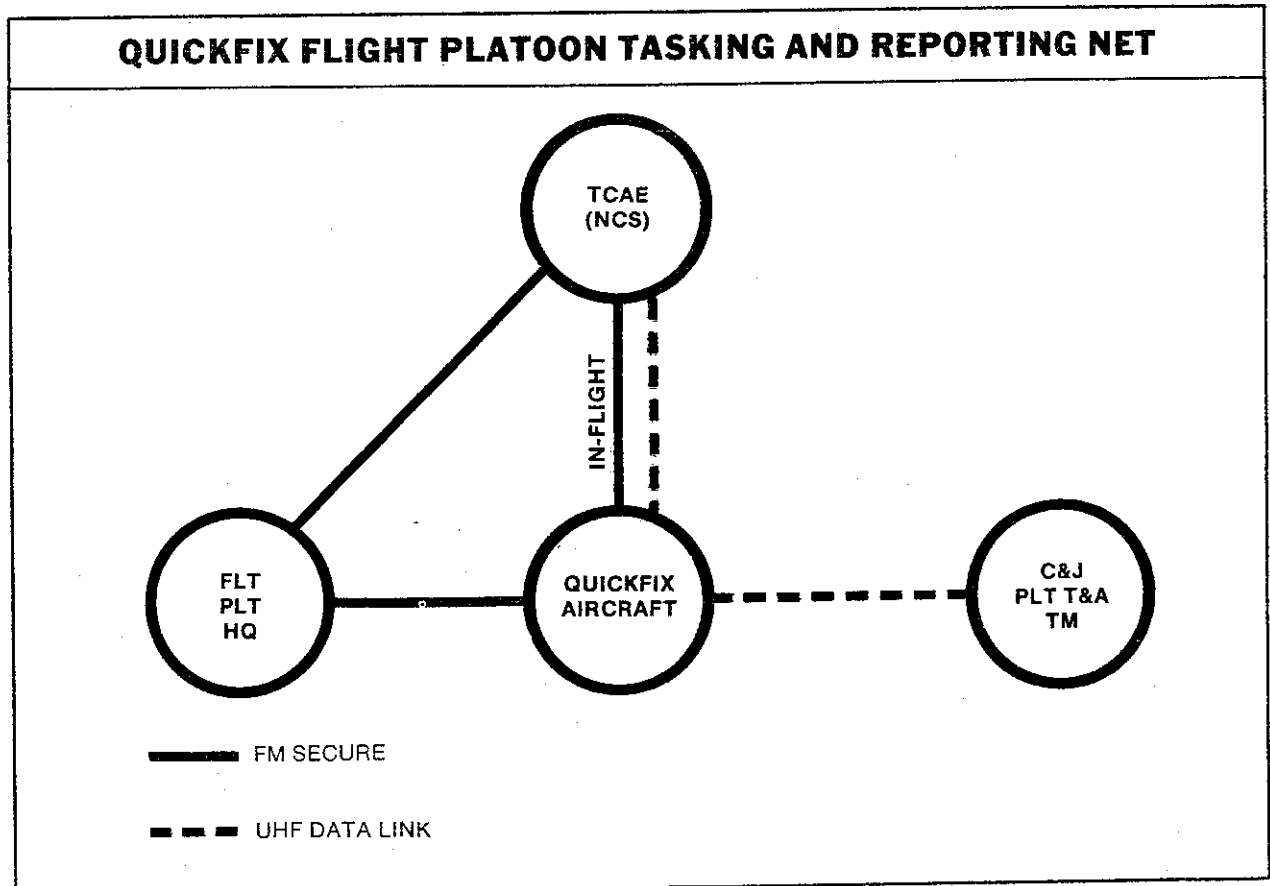 QUICKFIX FLIGHT PLATOON TASKING AND REPORTING NET
TCAE
(NCS)
IN-FLIGHT
FLT
PLT
HQ
QUICKFIX
AIRCRAFT
C&J
PLT T&A
TM
FM SECURE
UHF DATA LINK